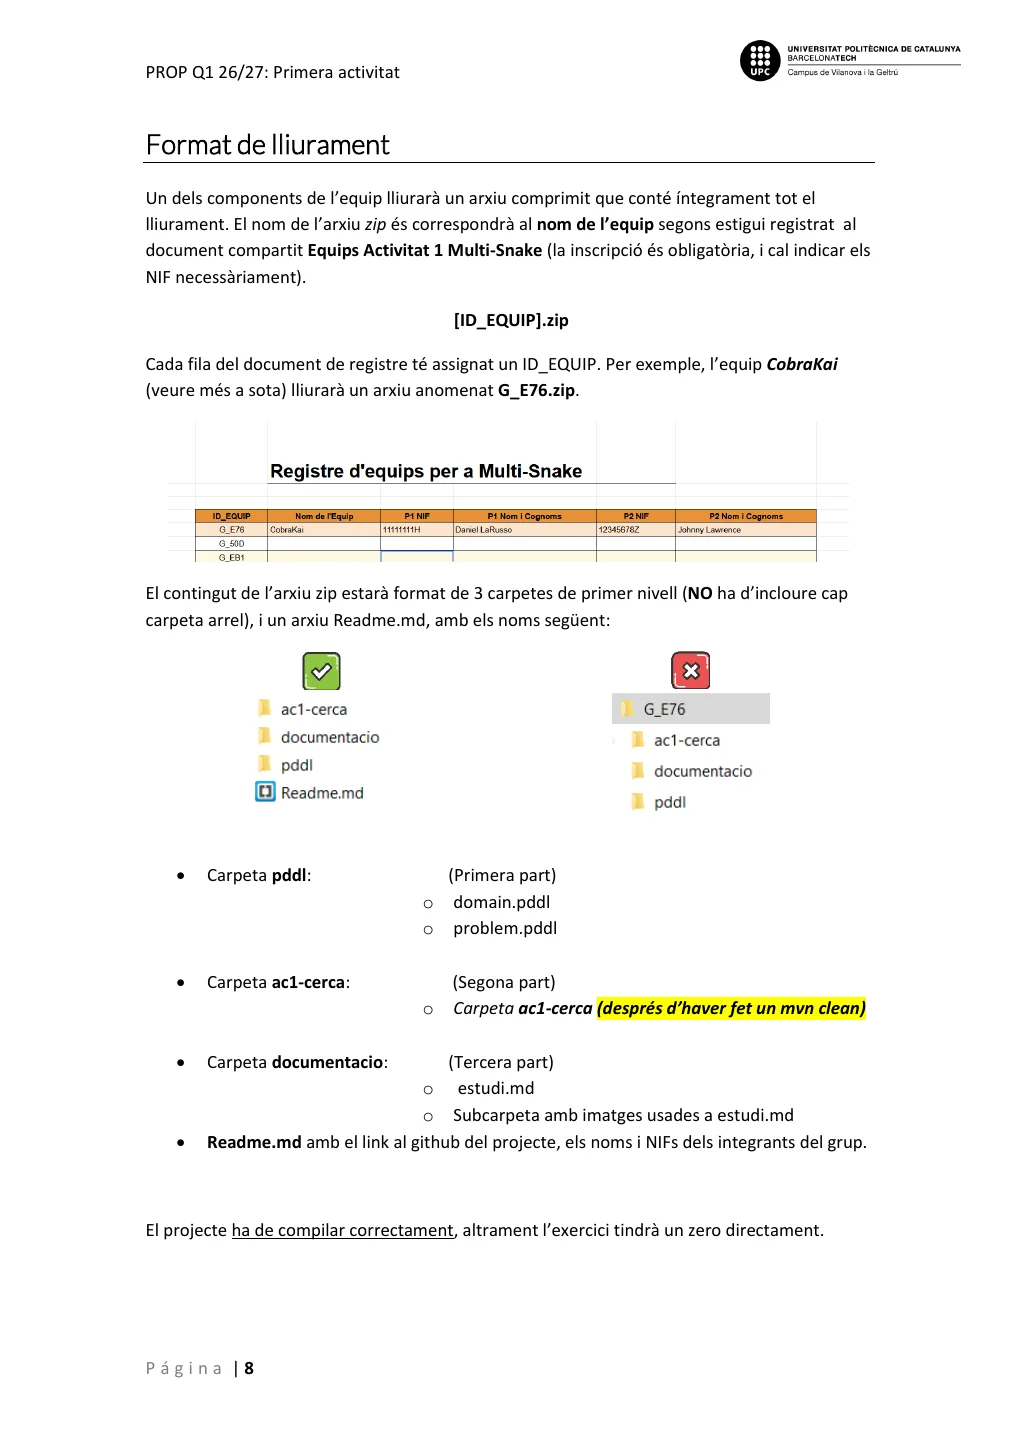 PROP Q1 26/27: Primera activitat
UPC
UNIVERSITAT POLITÈCNICA DE CATALUNYA
BARCELONATECH
Campus de Vilanova i la Geltrú
Format de lliurament
Un dels components de l’equip lliurarà un arxiu comprimit que conté íntegrament tot el
lliurament. El nom de l’arxiu zip és correspondrà al nom de l’equip segons estigui registrat  al
document compartit Equips Activitat 1 Multi-Snake (la inscripció és obligatòria, i cal indicar els
NIF necessàriament).
[ID_EQUIP].zip
Cada fila del document de registre té assignat un ID_EQUIP. Per exemple, l’equip CobraKai
(veure més a sota) lliurarà un arxiu anomenat G_E76.zip.
Registre d'equips per a Multi-Snake
ID_EQUIP Nom de l'Equip P1 NIF P1 Nom i Cognoms P2 NIF P2 Nom i Cognoms
G_E76 CobraKai 11111111H Daniel LaRusso 12345678Z Johnny Lawrence
G_50D
G_EB1
El contingut de l’arxiu zip estarà format de 3 carpetes de primer nivell (NO ha d’incloure cap
carpeta arrel), i un arxiu Readme.md, amb els noms següent:
ac1-cerca
documentacio
pddl
Readme.md
G_E76
ac1-cerca
documentacio
pddl
• Carpeta pddl: (Primera part)
o domain.pddl
o problem.pddl
• Carpeta ac1-cerca: (Segona part)
o Carpeta ac1-cerca (després d’haver fet un mvn clean)
• Carpeta documentacio: (Tercera part)
o estudi.md
o Subcarpeta amb imatges usades a estudi.md
• Readme.md amb el link al github del projecte, els noms i NIFs dels integrants del grup.
El projecte ha de compilar correctament, altrament l’exercici tindrà un zero directament.
Página | 8